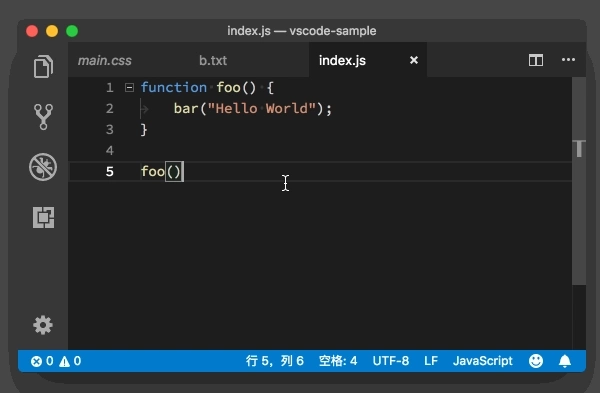 index.js — vscode-sample
main.css b.txt index.js
1 function foo() {
2 bar("Hello World");
3 }
4
5 foo()
0 0 行 5，列 6 空格: 4 UTF-8 LF JavaScript